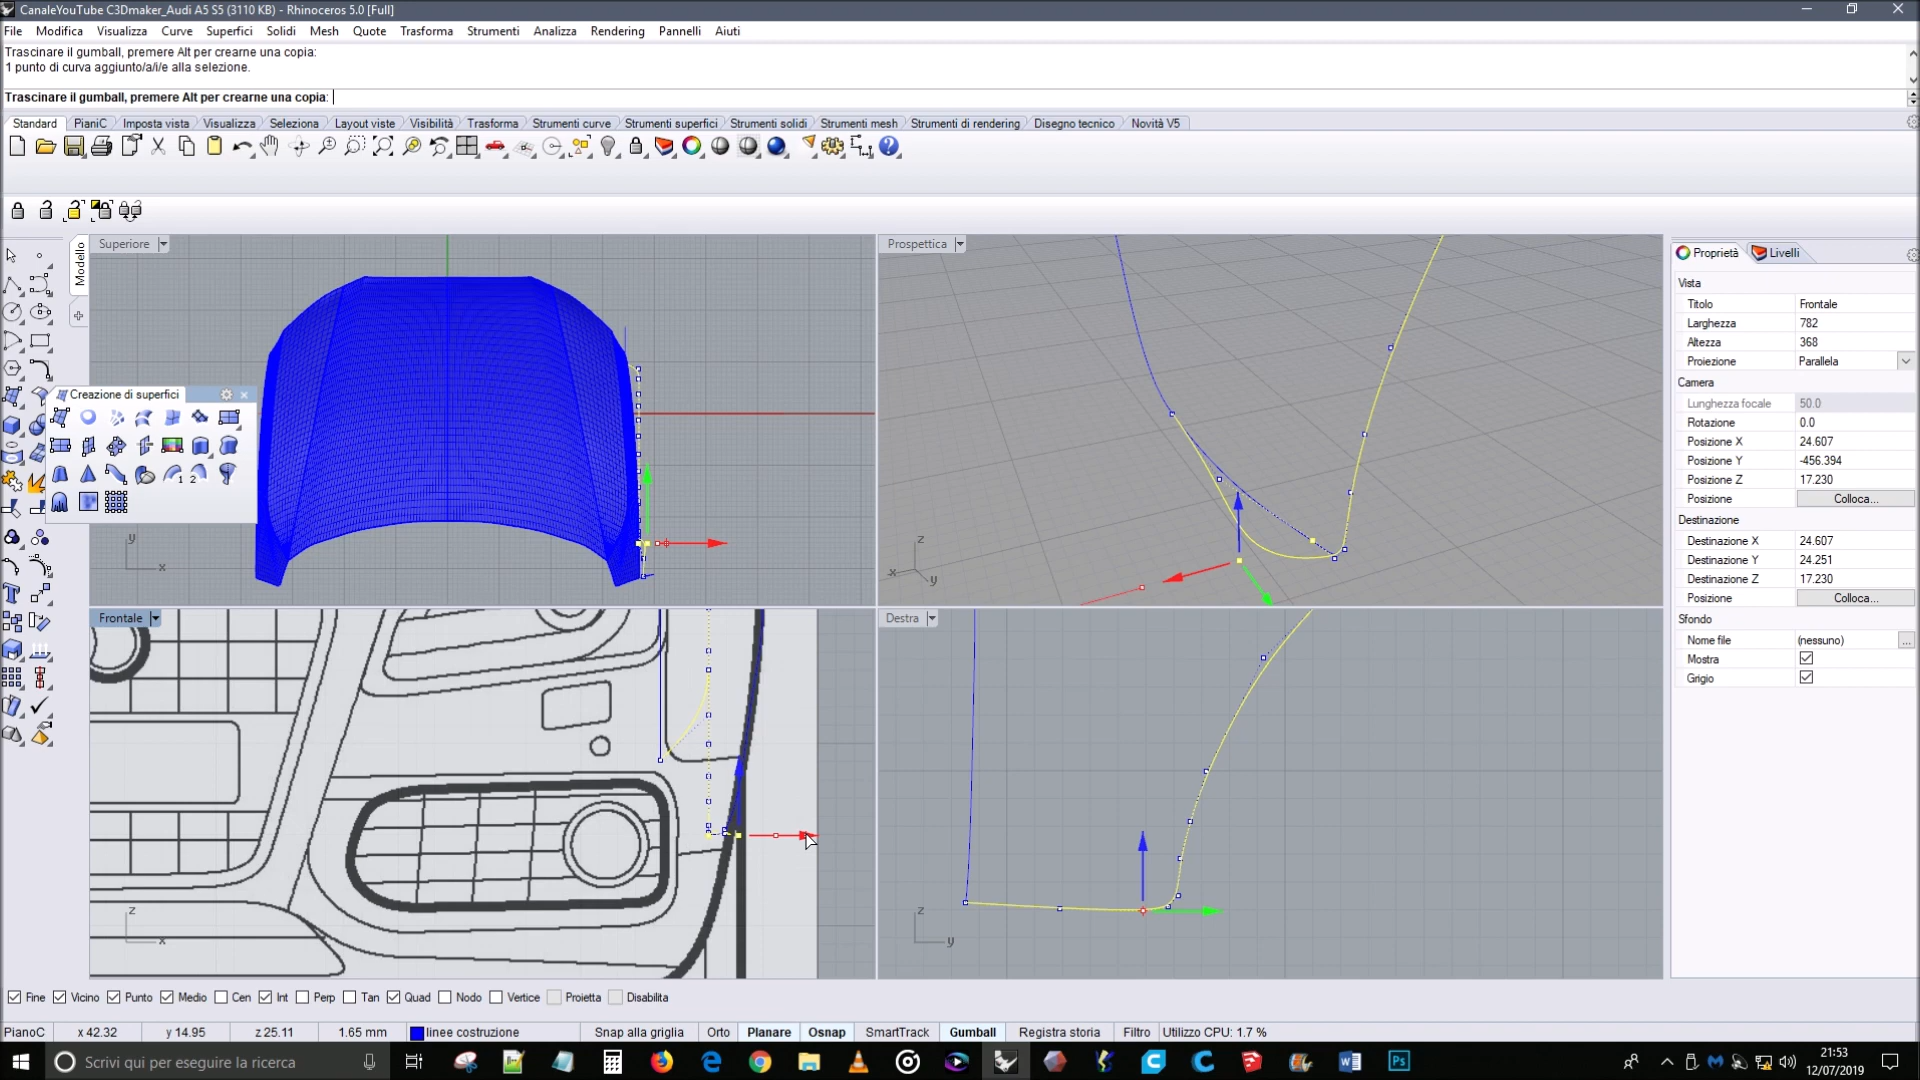 CanaleYouTube C3Dmaker_Audi A5 S5 (3110 KB) - Rhinoceros 5.0 [Full]
File Modifica Visualizza Curve Superfici Solidi Mesh Quote Trasforma Strumenti Analizza Rendering Pannelli Aiuti
Trascinare il gumball, premere Alt per crearne una copia:
1 punto di curva aggiunto/a/i/e alla selezione.
Trascinare il gumball, premere Alt per crearne una copia:
Standard PianiC Imposta vista Visualizza Seleziona Layout viste Visibilità Trasforma Strumenti curve Strumenti superfici Strumenti solidi Strumenti mesh Strumenti di rendering Disegno tecnico Novità V5
Modello
Superiore
Prospettica
Proprietà Livelli
Vista
Titolo Frontale
Larghezza 782
Altezza 368
Proiezione Parallela
Camera
Lunghezza focale 50.0
Rotazione 0.0
Posizione X 24.607
Posizione Y -456.394
Posizione Z 17.230
Posizione Colloca...
Destinazione
Destinazione X 24.607
Destinazione Y 24.251
Destinazione Z 17.230
Posizione Colloca...
Sfondo
Nome file (nessuno) ...
Mostra
Grigio
Creazione di superfici
1 2
y
x
z
x
y
Frontale
Destra
z
x
z
y
Fine Vicino Punto Medio Cen Int Perp Tan Quad Nodo Vertice Proietta Disabilita
PianoC x 42.32 y 14.95 z 25.11 1.65 mm linee costruzione Snap alla griglia Orto Planare Osnap SmartTrack Gumball Registra storia Filtro Utilizzo CPU: 1.7 %
Scrivi qui per eseguire la ricerca
Ps
21:53
12/07/2019